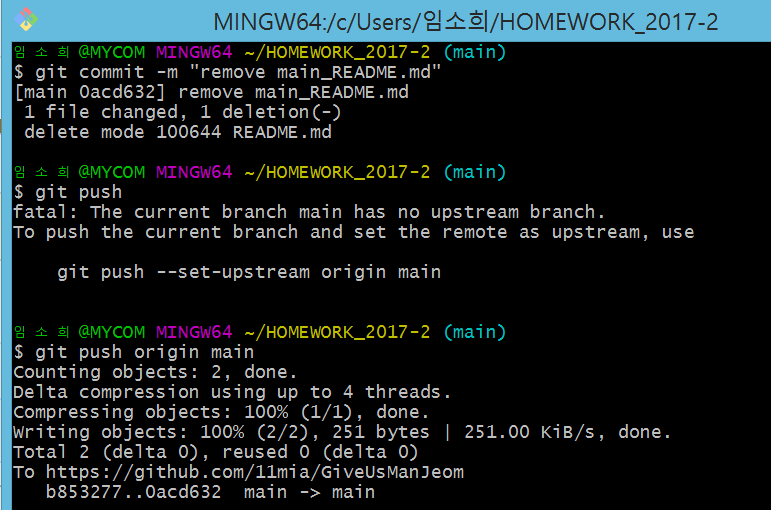 MINGW64:/c/Users/임소희/HOMEWORK_2017-2
임 소 희 @MYCOM MINGW64 ~/HOMEWORK_2017-2 (main)
$ git commit -m "remove main_README.md"
[main 0acd632] remove main_README.md
 1 file changed, 1 deletion(-)
 delete mode 100644 README.md
임 소 희 @MYCOM MINGW64 ~/HOMEWORK_2017-2 (main)
$ git push
fatal: The current branch main has no upstream branch.
To push the current branch and set the remote as upstream, use
    git push --set-upstream origin main
임 소 희 @MYCOM MINGW64 ~/HOMEWORK_2017-2 (main)
$ git push origin main
Counting objects: 2, done.
Delta compression using up to 4 threads.
Compressing objects: 100% (1/1), done.
Writing objects: 100% (2/2), 251 bytes | 251.00 KiB/s, done.
Total 2 (delta 0), reused 0 (delta 0)
To https://github.com/11mia/GiveUsManJeom
   b853277..0acd632  main -> main